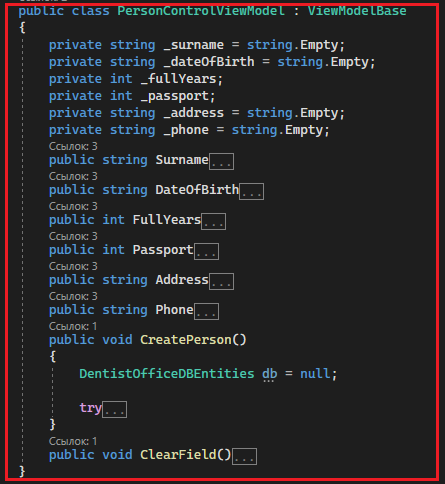 public class PersonControlViewModel : ViewModelBase
{
private string _surname = string.Empty;
private string _dateOfBirth = string.Empty;
private int _fullYears;
private int _passport;
private string _address = string.Empty;
private string _phone = string.Empty;
Ссылок: 3
public string Surname...
Ссылок: 3
public string DateOfBirth...
Ссылок: 3
public int FullYears...
Ссылок: 3
public int Passport...
Ссылок: 3
public string Address...
Ссылок: 3
public string Phone...
Ссылок: 1
public void CreatePerson()
{
DentistOfficeDBEntities db = null;
try...
}
Ссылок: 1
public void ClearField()...
}